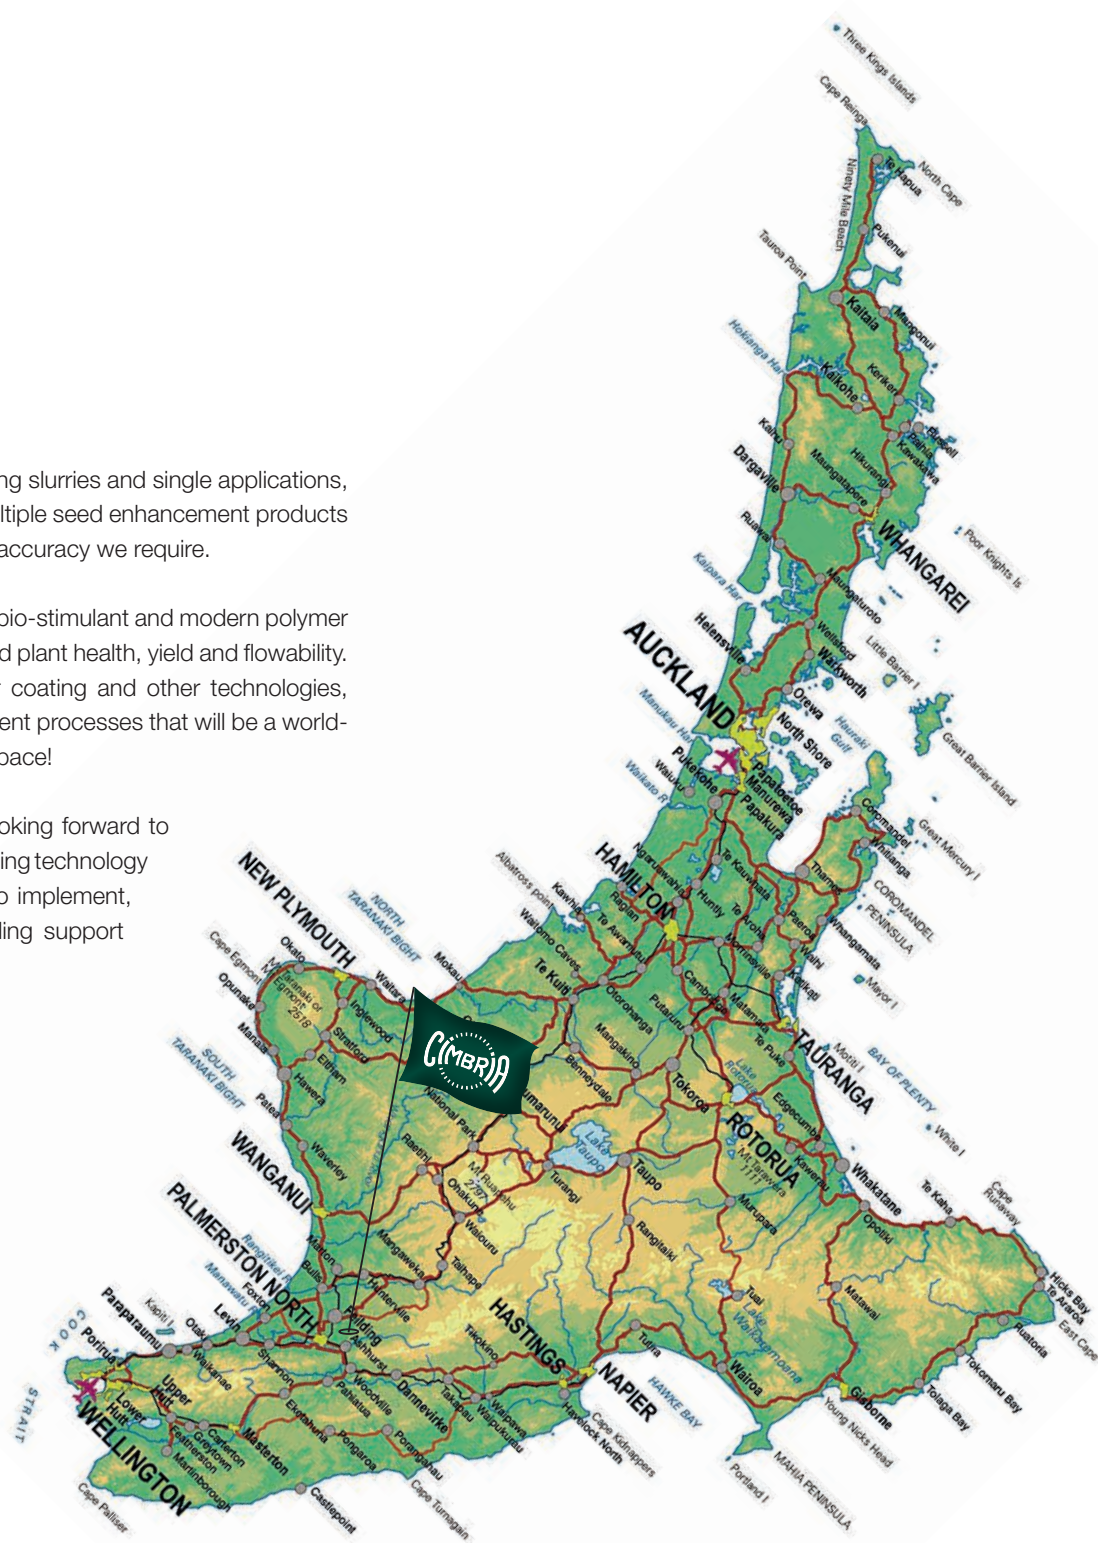 ng slurries and single applications,
ltiple seed enhancement products
accuracy we require.
bio-stimulant and modern polymer
d plant health, yield and flowability.
r coating and other technologies,
ent processes that will be a world-
pace!
oking forward to
ing technology
o implement,
ling support
Three Kings Islands
Cape Reinga
North Cape
Te Hapua
Ninety Mile Beach
Pukenui
Tauroa Point
Kaitaia
Mangonui
Hokianga Har
Kaikohe
Kerikeri
Russell
Paihia
Kawakawa
Kaihu
Hikurangi
Dargaville
Maungatapere
WHANGAREI
Poor Knights Is
Ruawai
Maungaturoto
Kaipara Har
Wellsford
Little Barrier I
Helensville
Warkworth
AUCKLAND
Orewa
Great Barrier Island
Manukau Har
North Shore
Hauraki
Gulf
Papatoetoe
Manurewa
Papakura
Pukekohe
Waiuku
Waikato R
Coromandel
Great Mercury I
Whitianga
Te Kauwhata
Thames
COROMANDEL
PENINSULA
Ngaruawahia
HAMILTON
Huntly
Te Aroha
Paeroa
Whangamata
Waihi
Albatross point
Kawhia
Raglan
Te Awamutu
Morrinsville
Katikati
Mayor I
NEW PLYMOUTH
NORTH
TARANAKI BIGHT
Waitomo Caves
Te Kuiti
Otorohanga
Cambridge
Matamata
Putaruru
TAURANGA
Te Puke
Motiti I
BAY OF PLENTY
Cape Egmont
Okato
Mt Taranaki or
Mt Egmont
2518
Waitara
Mokau
Opunake
Inglewood
Stratford
Manaia
Eltham
SOUTH
TARANAKI BIGHT
Hawera
Patea
CIMBRIA
Mangakino
Benneydale
Tokoroa
Lake
Rotorua
ROTORUA
Edgecumbe
White I
National Park
umarunui
Lake
Taupo
Mt Tarawera
1111
Kawerau
Whakatane
Waverley
WANGANUI
Raetihi
Mt Ruapehu
2797
Ohakune
Turangi
Taupo
Murupara
Opotiki
Te Kaha
Cape
Runaway
PALMERSTON NORTH
Waiouru
Rangitaiki
Rangitikei R
Manawatu R
Marton
Bulls
Mangaweka
Taihape
Hunterville
Hicks Bay
Te Araroa
East Cape
Matawai
Ruatoria
Foxton
Feilding
HASTINGS
Tuai
Lake
Waikaremoana
Paraparaumu
Kapiti I
Otaki
Levin
Ashhurst
Tikokino
Tutira
Tokomaru Bay
COOK
STRAIT
Porirua
Waikanae
Shannon
Woodville
Dannevirke
NAPIER
HAWKE BAY
Wairoa
Gisborne
Tolaga Bay
Upper
Hutt
Lower
Hutt
Pahiatua
Takapau
Waipawa
Waipukurau
Havelock North
Cape Kidnappers
Young Nicks Head
WELLINGTON
Carterton
Greytown
Featherston
Martinborough
Masterton
Eketahuna
Pongaroa
Porangahau
Portland I
MAHIA PENINSULA
Cape Palliser
Castlepoint
Cape Turnagain